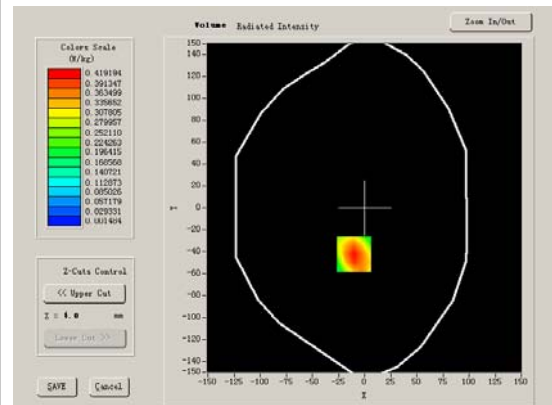 Volume Radiated Intensity
Zoom In/Out
Colors Scale
(W/kg)
0.419194
0.391347
0.363499
0.335652
0.307805
0.279957
0.252110
0.224263
0.196415
0.168568
0.140721
0.112873
0.085026
0.057179
0.029331
0.001484
150
140
120
100
80
60
40
20
0
-20
-40
-60
-80
-100
-120
-140
-150
Y
-150 -125 -100 -75 -50 -25 0 25 50 75 100 125 150
X
Z-Cuts Control
<< Upper Cut
Z = 4.0 mm
Lower Cut >>
SAVE
Cancel